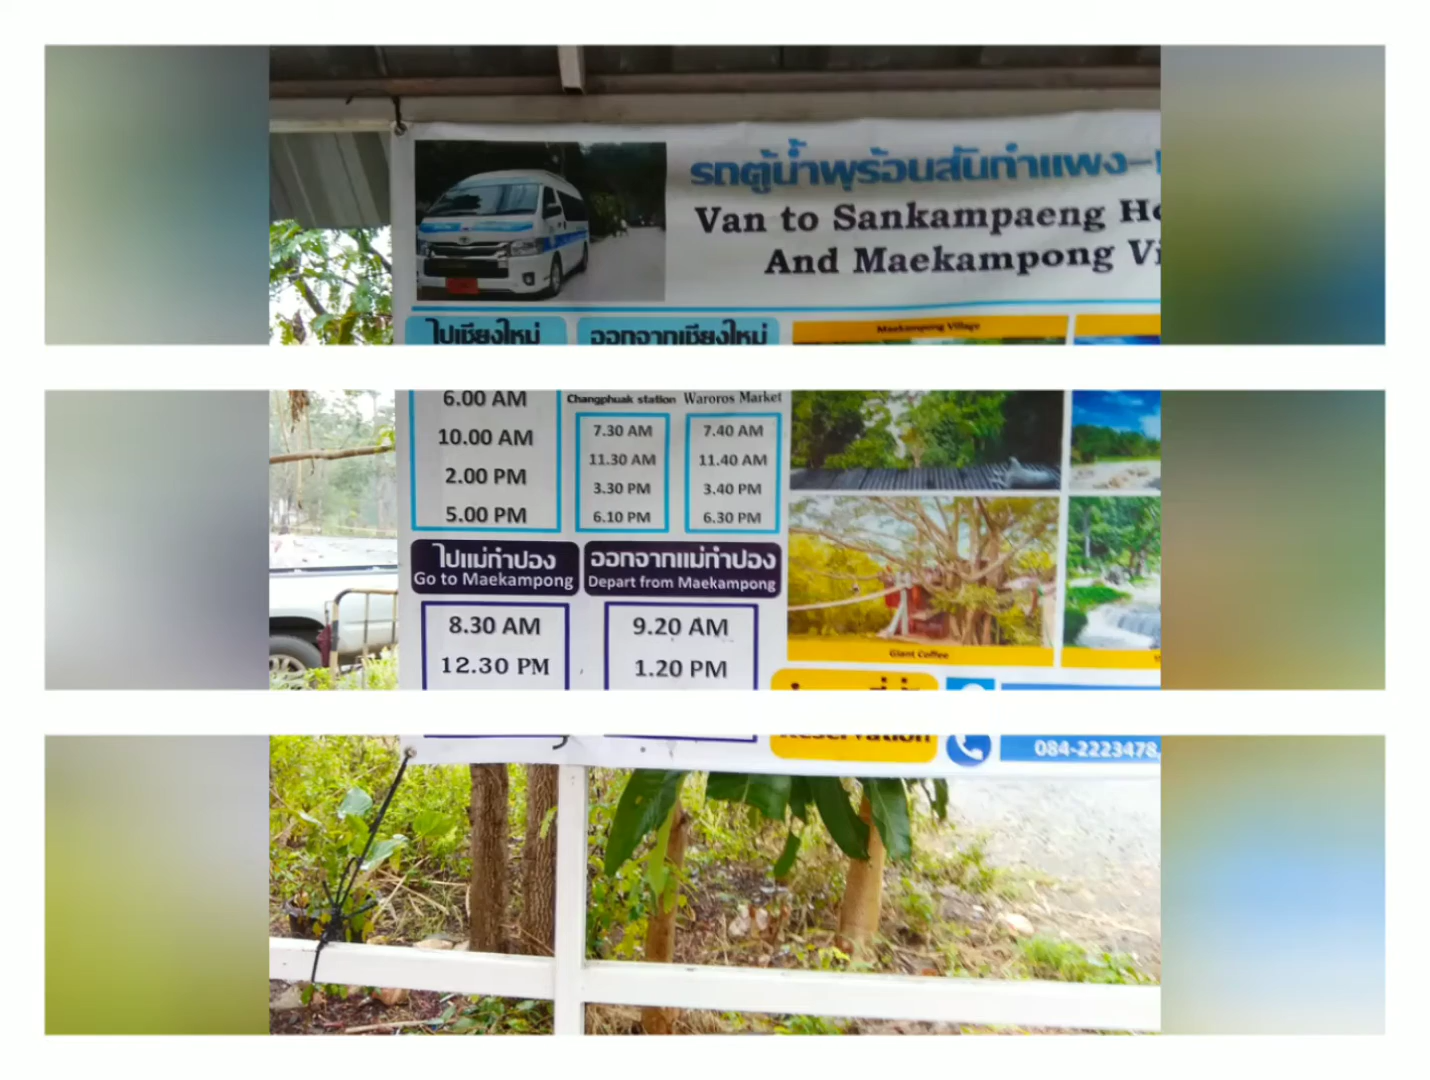 รถตู้น้ำพุร้อนสันกำแพง-
Van to Sankampaeng
And Maekampong
ไปเชียงใหม่
ออกจากเชียงใหม่
Maekampong Village
Changphuak station
Waroros Market
6.00 AM
10.00 AM
2.00 PM
5.00 PM
7.30 AM
11.30 AM
3.30 PM
6.10 PM
7.40 AM
11.40 AM
3.40 PM
6.30 PM
ไปแม่กำปอง
Go to Maekampong
ออกจากแม่กำปอง
Depart from Maekampong
8.30 AM
12.30 PM
9.20 AM
1.20 PM
Giant Coffee
Reservation
084-2223478,